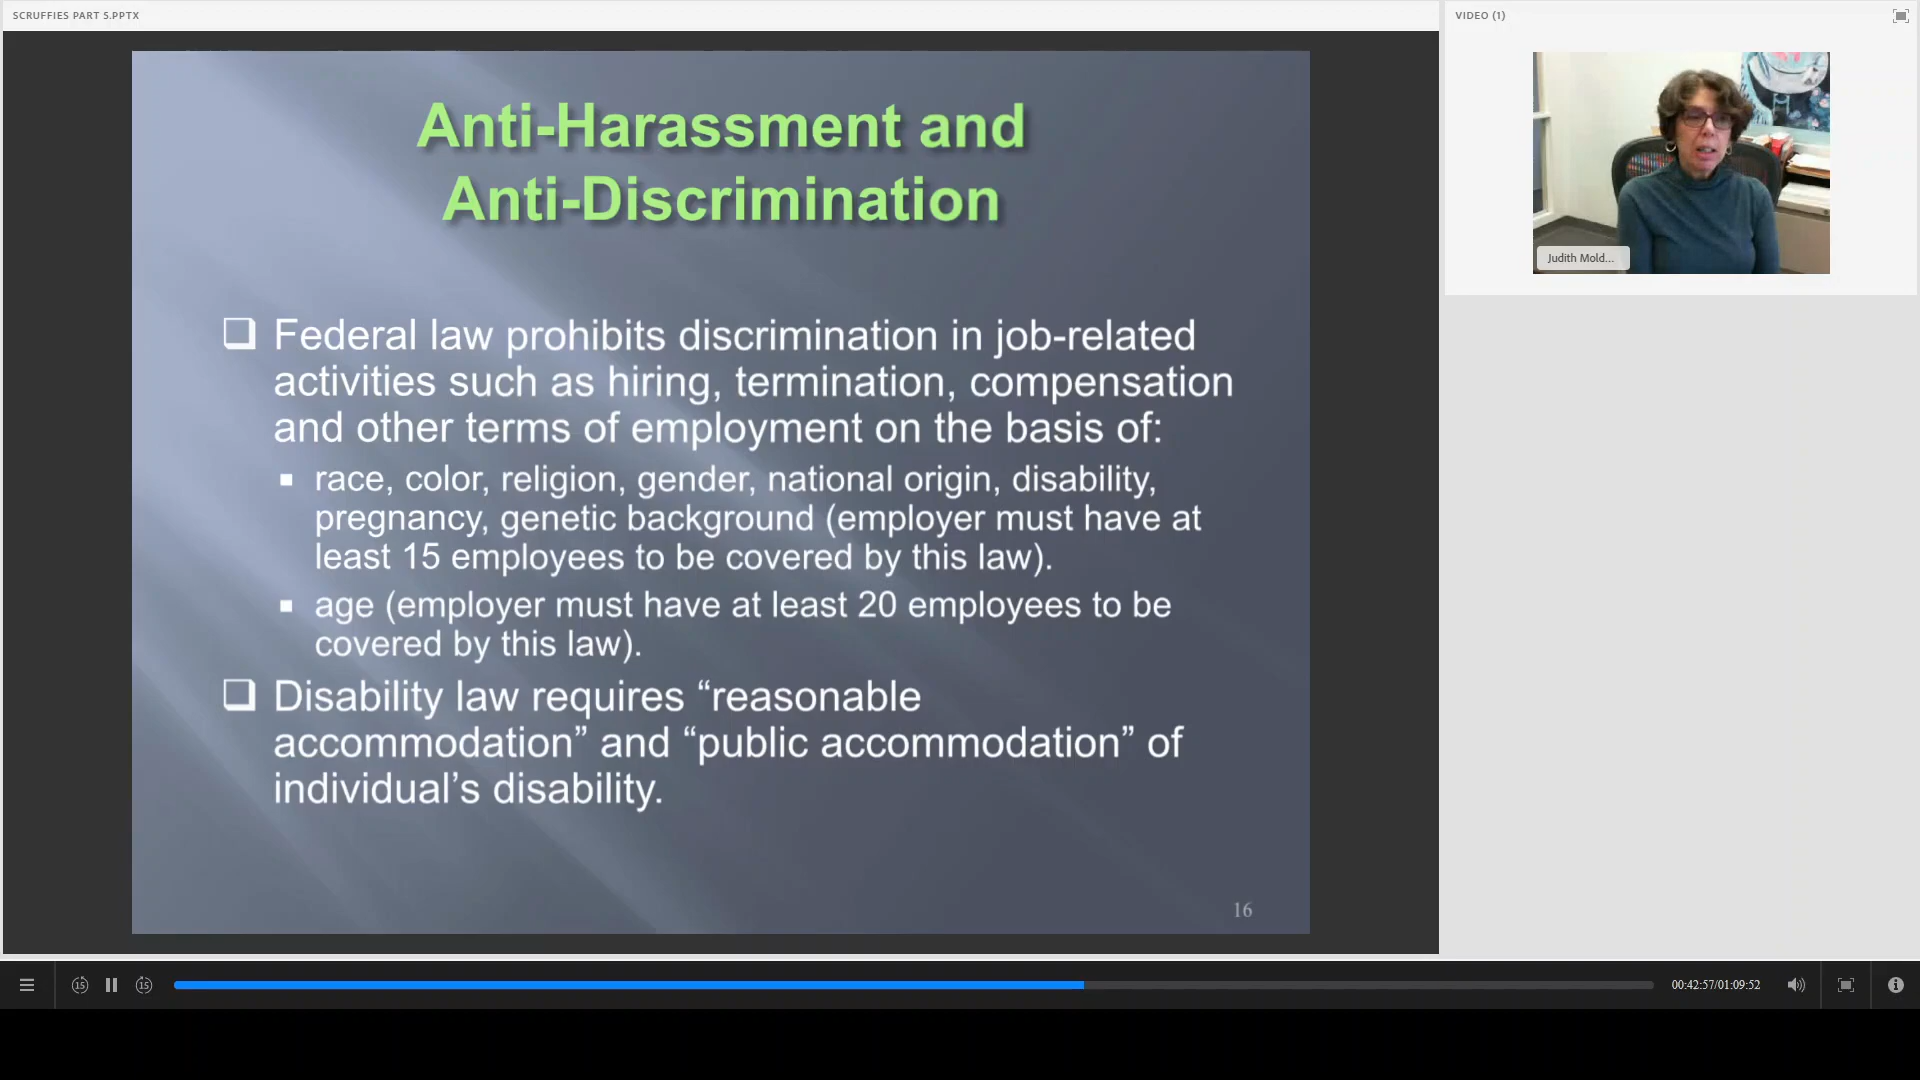 SCRUFFIES PART 5.PPTX
VIDEO (1)
Anti-Harassment and
Anti-Discrimination
Federal law prohibits discrimination in job-related
activities such as hiring, termination, compensation
and other terms of employment on the basis of:
race, color, religion, gender, national origin, disability,
pregnancy, genetic background (employer must have at
least 15 employees to be covered by this law).
age (employer must have at least 20 employees to be
covered by this law).
Disability law requires “reasonable
accommodation” and “public accommodation” of
individual’s disability.
16
Judith Mold...
15
15
00:42:57/01:09:52